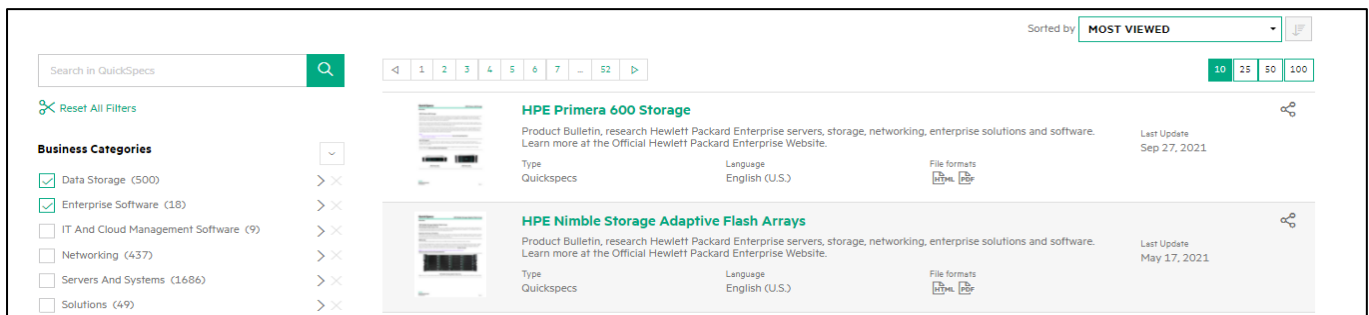 Sorted by MOST VIEWED
Search in QuickSpecs
1 2 3 4 5 6 7 ... 52
10 25 50 100
Reset All Filters
Business Categories
Data Storage (500)
Enterprise Software (18)
IT And Cloud Management Software (9)
Networking (437)
Servers And Systems (1686)
Solutions (49)
HPE Primera 600 Storage
Product Bulletin, research Hewlett Packard Enterprise servers, storage, networking, enterprise solutions and software.
Learn more at the Official Hewlett Packard Enterprise Website.
Last Update
Sep 27, 2021
Type Language File formats
Quickspecs English (U.S.) HTML PDF
HPE Nimble Storage Adaptive Flash Arrays
Product Bulletin, research Hewlett Packard Enterprise servers, storage, networking, enterprise solutions and software.
Learn more at the Official Hewlett Packard Enterprise Website.
Last Update
May 17, 2021
Type Language File formats
Quickspecs English (U.S.) HTML PDF